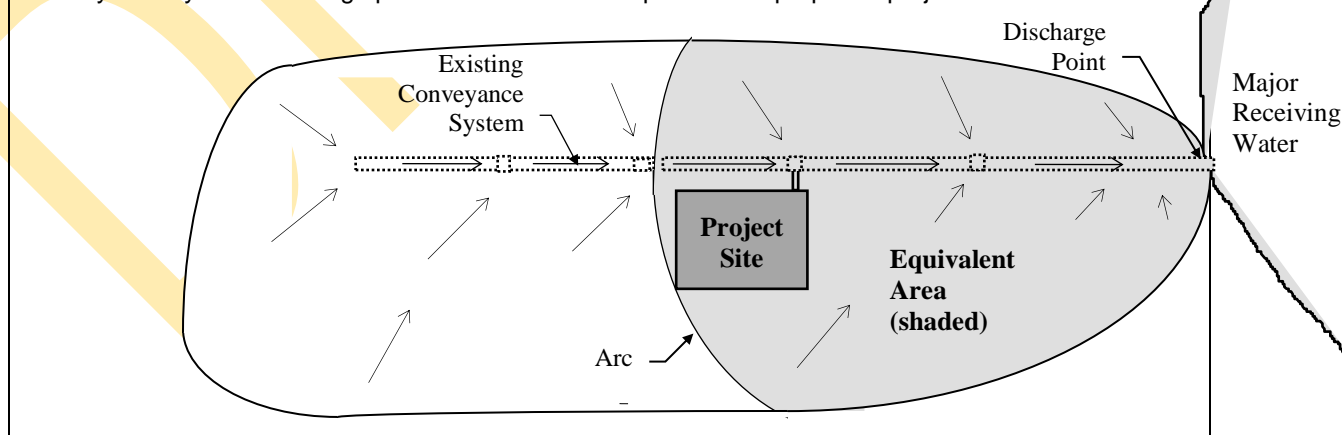 Discharge
Point
Existing
Conveyance
System
Major
Receiving
Water
Project
Site
Equivalent
Area
(shaded)
Arc